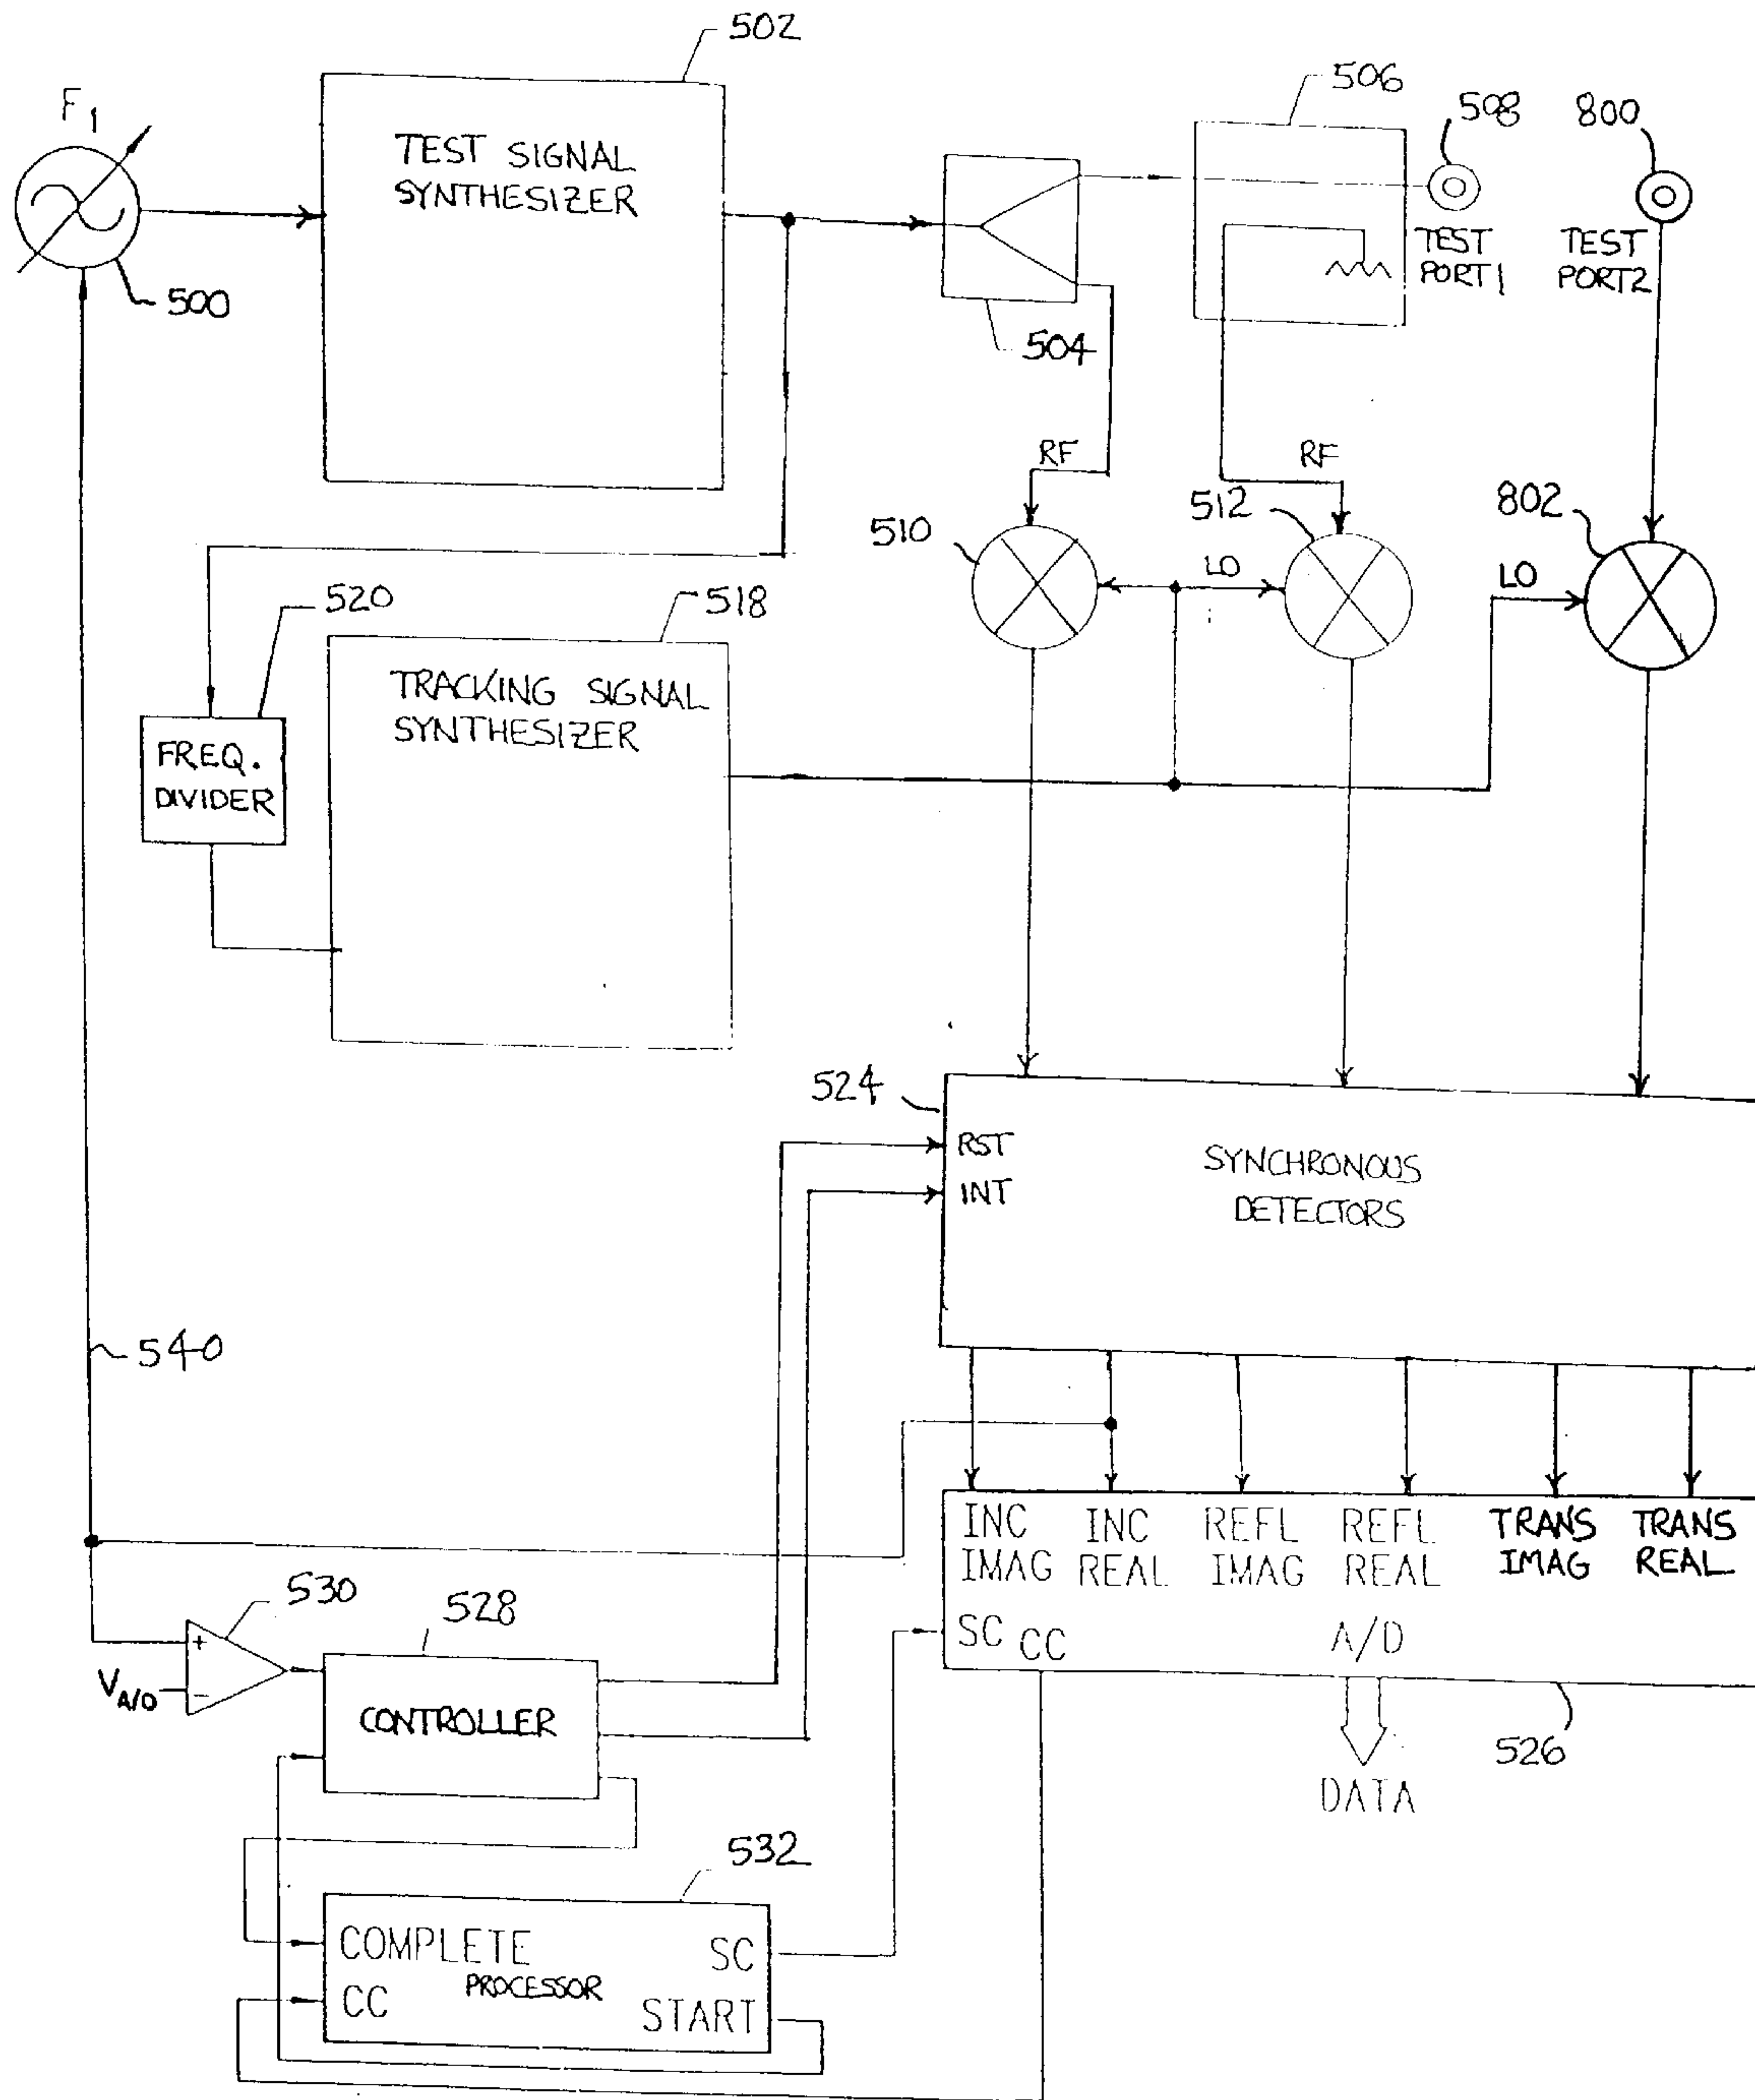 502
F1
TEST SIGNAL
SYNTHESIZER
506
508
800
500
504
TEST
PORT1
TEST
PORT2
RF
RF
510
512
802
LO
LO
520
518
TRACKING SIGNAL
SYNTHESIZER
FREQ.
DIVIDER
524
RST
INT
SYNCHRONOUS
DETECTORS
540
INC
IMAG
INC
REAL
REFL
IMAG
REFL
REAL
TRANS
IMAG
TRANS
REAL
SC
CC
A/D
530
528
+
VA/D
-
CONTROLLER
526
DATA
532
COMPLETE
SC
PROCESSOR
CC
START